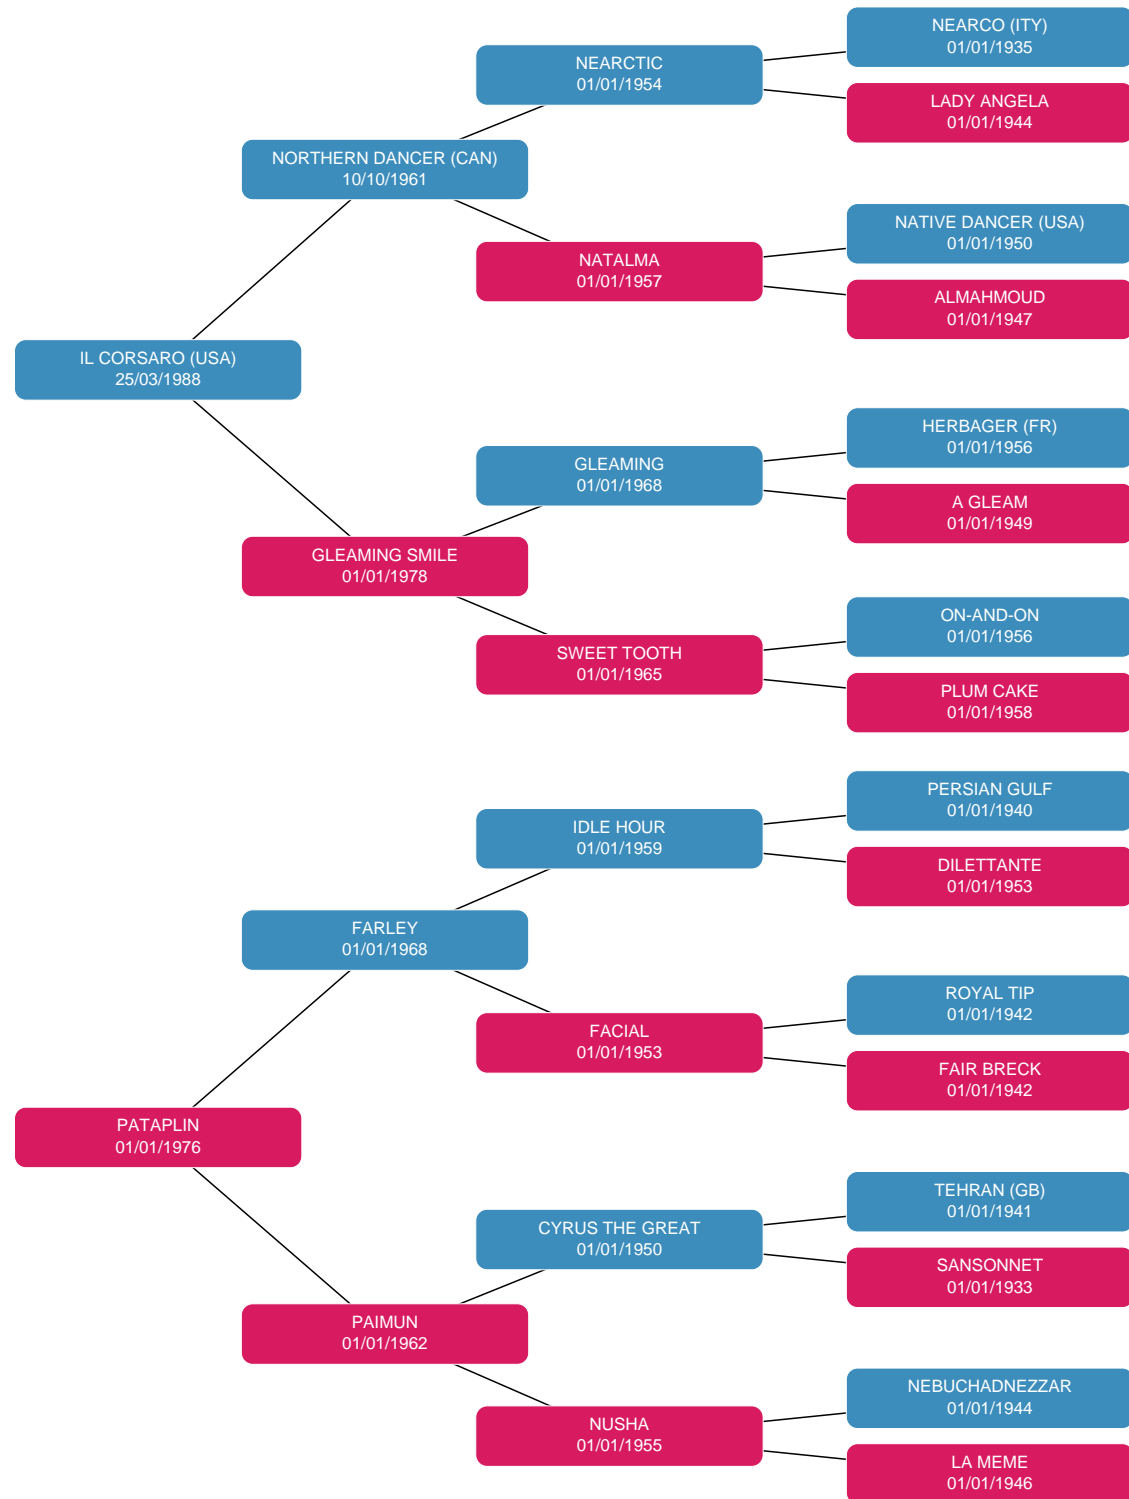 NEARCO (ITY)
01/01/1935
NEARCTIC
01/01/1954
LADY ANGELA
01/01/1944
NORTHERN DANCER (CAN)
10/10/1961
NATIVE DANCER (USA)
01/01/1950
NATALMA
01/01/1957
ALMAHMOUD
01/01/1947
IL CORSARO (USA)
25/03/1988
HERBAGER (FR)
01/01/1956
GLEAMING
01/01/1968
A GLEAM
01/01/1949
GLEAMING SMILE
01/01/1978
ON-AND-ON
01/01/1956
SWEET TOOTH
01/01/1965
PLUM CAKE
01/01/1958
PERSIAN GULF
01/01/1940
IDLE HOUR
01/01/1959
DILETTANTE
01/01/1953
FARLEY
01/01/1968
ROYAL TIP
01/01/1942
FACIAL
01/01/1953
FAIR BRECK
01/01/1942
PATAPLIN
01/01/1976
TEHRAN (GB)
01/01/1941
CYRUS THE GREAT
01/01/1950
SANSONNET
01/01/1933
PAIMUN
01/01/1962
NEBUCHADNEZZAR
01/01/1944
NUSHA
01/01/1955
LA MEME
01/01/1946